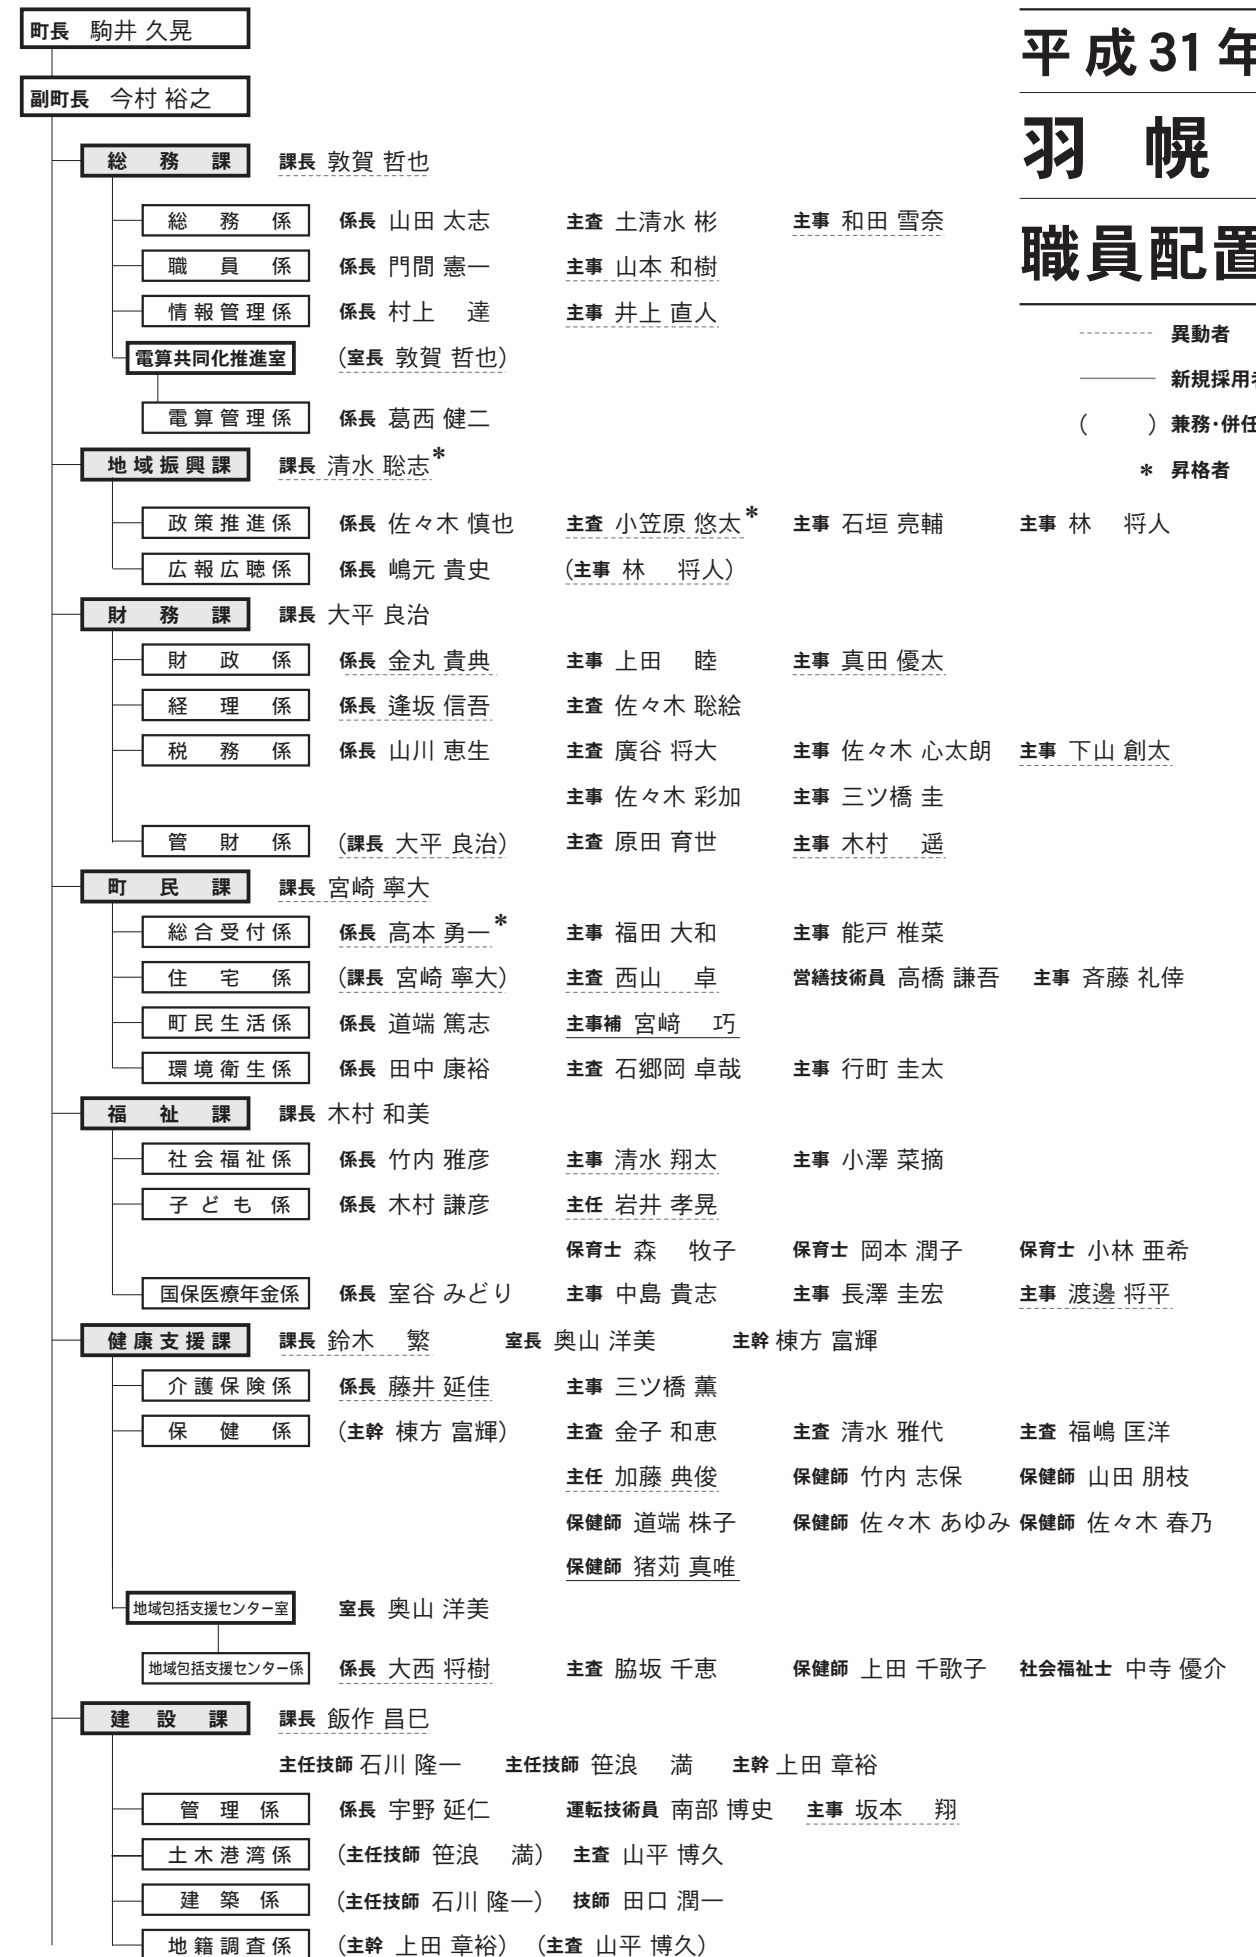 町長 駒井 久晃
副町長 今村 裕之
平成31年
羽幌
職員配置
異動者
新規採用者
( ) 兼務・併任
* 昇格者
総務課 課長 敦賀 哲也
総務係 係長 山田 太志 主査 土清水 彬 主事 和田 雪奈
職員係 係長 門間 憲一 主事 山本 和樹
情報管理係 係長 村上 達 主事 井上 直人
電算共同化推進室 (室長 敦賀 哲也)
電算管理係 係長 葛西 健二
地域振興課 課長 清水 聡志*
政策推進係 係長 佐々木 慎也 主査 小笠原 悠太* 主事 石垣 亮輔 主事 林 将人
広報広聴係 係長 嶋元 貴史 (主事 林 将人)
財務課 課長 大平 良治
財政係 係長 金丸 貴典 主事 上田 睦 主事 真田 優太
経理係 係長 逢坂 信吾 主査 佐々木 聡絵
税務係 係長 山川 恵生 主査 廣谷 将大 主事 佐々木 心太朗 主事 下山 創太
主事 佐々木 彩加 主事 三ツ橋 圭
管財係 (課長 大平 良治) 主査 原田 育世 主事 木村 遥
町民課 課長 宮崎 寧大
総合受付係 係長 高本 勇一* 主事 福田 大和 主事 能戸 椎菜
住宅係 (課長 宮崎 寧大) 主査 西山 卓 営繕技術員 高橋 謙吾 主事 斉藤 礼倖
町民生活係 係長 道端 篤志 主事補 宮﨑 巧
環境衛生係 係長 田中 康裕 主査 石郷岡 卓哉 主事 行町 圭太
福祉課 課長 木村 和美
社会福祉係 係長 竹内 雅彦 主事 清水 翔太 主事 小澤 菜摘
子ども係 係長 木村 謙彦 主任 岩井 孝晃
保育士 森 牧子 保育士 岡本 潤子 保育士 小林 亜希
国保医療年金係 係長 室谷 みどり 主事 中島 貴志 主事 長澤 圭宏 主事 渡邊 将平
健康支援課 課長 鈴木 繁 室長 奥山 洋美 主幹 棟方 富輝
介護保険係 係長 藤井 延佳 主事 三ツ橋 薫
保健係 (主幹 棟方 富輝) 主査 金子 和恵 主査 清水 雅代 主査 福嶋 匡洋
主任 加藤 典俊 保健師 竹内 志保 保健師 山田 朋枝
保健師 道端 株子 保健師 佐々木 あゆみ 保健師 佐々木 春乃
保健師 猪苅 真唯
地域包括支援センター室 室長 奥山 洋美
地域包括支援センター係 係長 大西 将樹 主査 脇坂 千恵 保健師 上田 千歌子 社会福祉士 中寺 優介
建設課 課長 飯作 昌巳
主任技師 石川 隆一 主任技師 笹浪 満 主幹 上田 章裕
管理係 係長 宇野 延仁 運転技術員 南部 博史 主事 坂本 翔
土木港湾係 (主任技師 笹浪 満) 主査 山平 博久
建築係 (主任技師 石川 隆一) 技師 田口 潤一
地籍調査係 (主幹 上田 章裕) (主査 山平 博久)